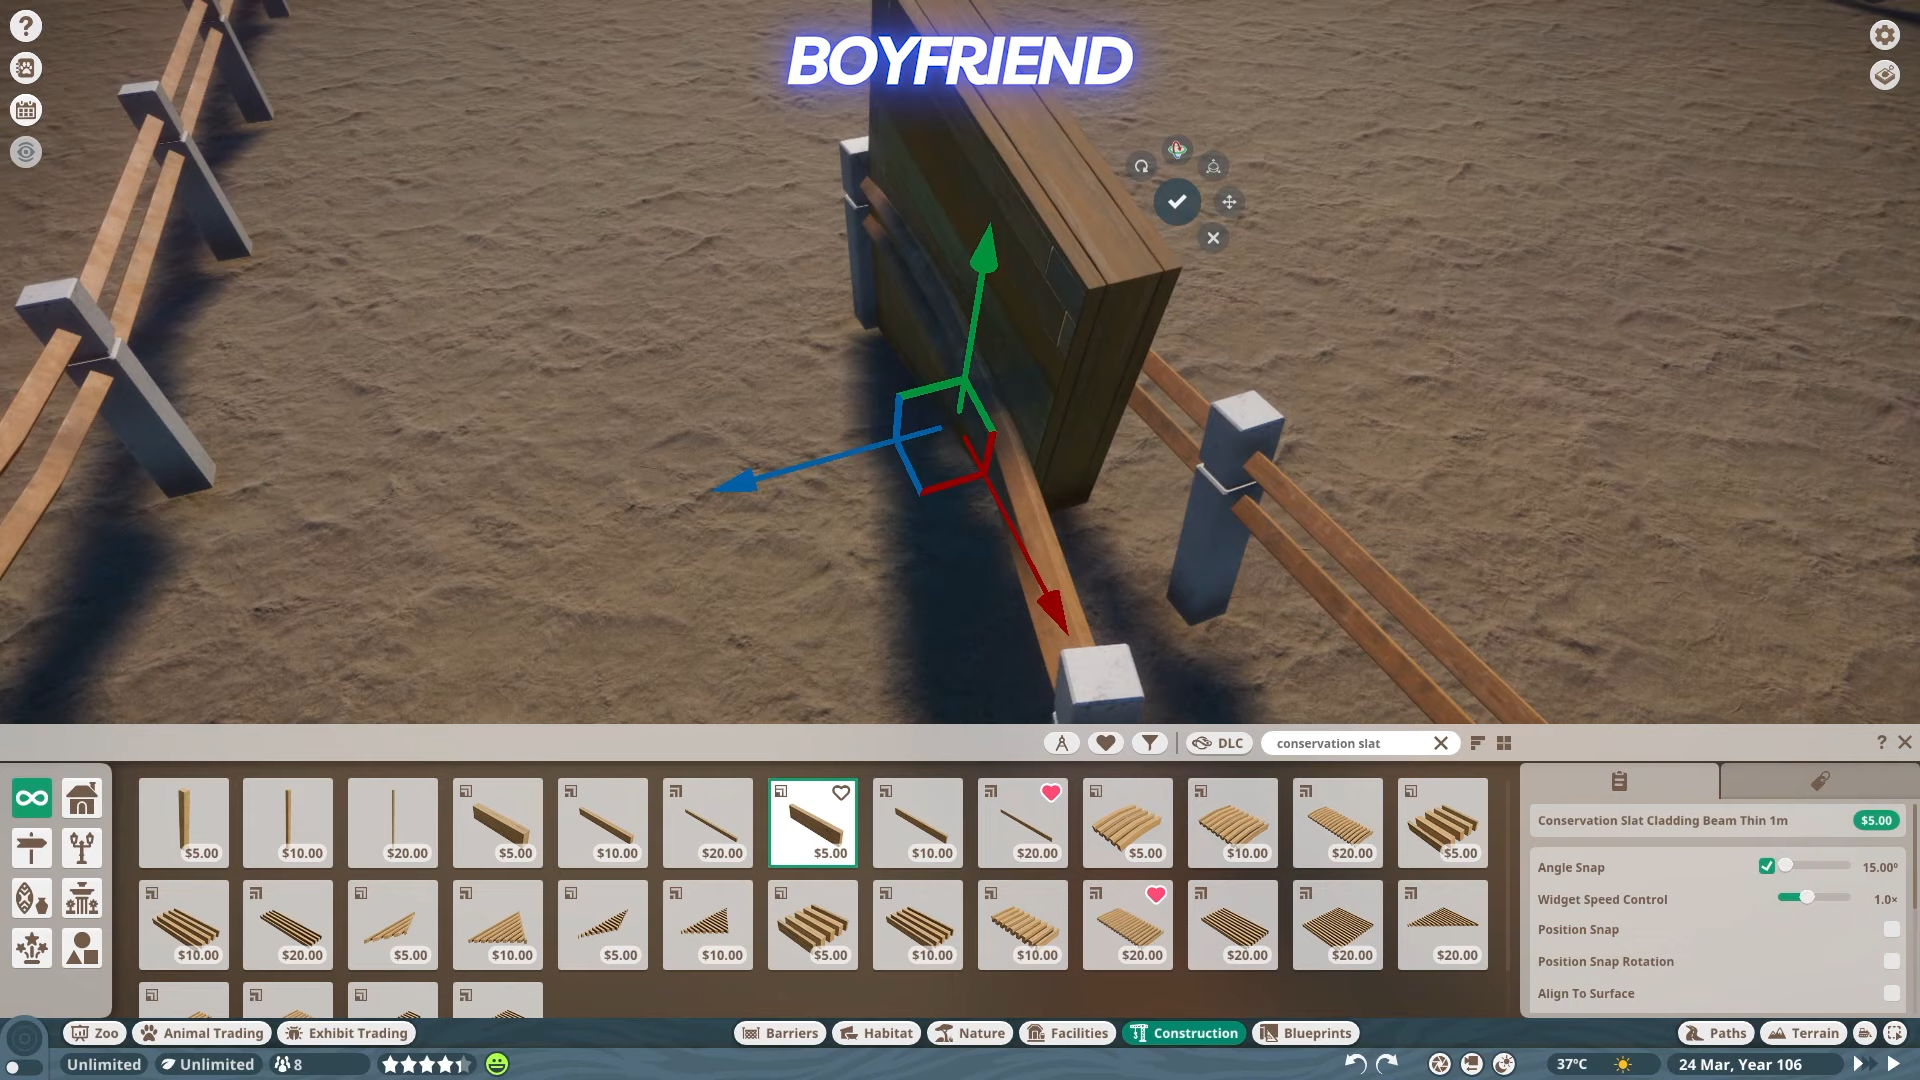 BOYFRIEND
DLC
conservation slat
?
$5.00
$10.00
$20.00
$5.00
$10.00
$20.00
$5.00
$10.00
$20.00
$5.00
$10.00
$20.00
$5.00
$10.00
$20.00
$5.00
$10.00
$5.00
$10.00
$5.00
$10.00
$10.00
$20.00
$20.00
$20.00
$20.00
Conservation Slat Cladding Beam Thin 1m
$5.00
Angle Snap
15.00°
Widget Speed Control
1.0×
Position Snap
Position Snap Rotation
Align To Surface
Zoo
Animal Trading
Exhibit Trading
Barriers
Habitat
Nature
Facilities
Construction
Blueprints
Paths
Terrain
Unlimited
Unlimited
8
37°C
24 Mar, Year 106